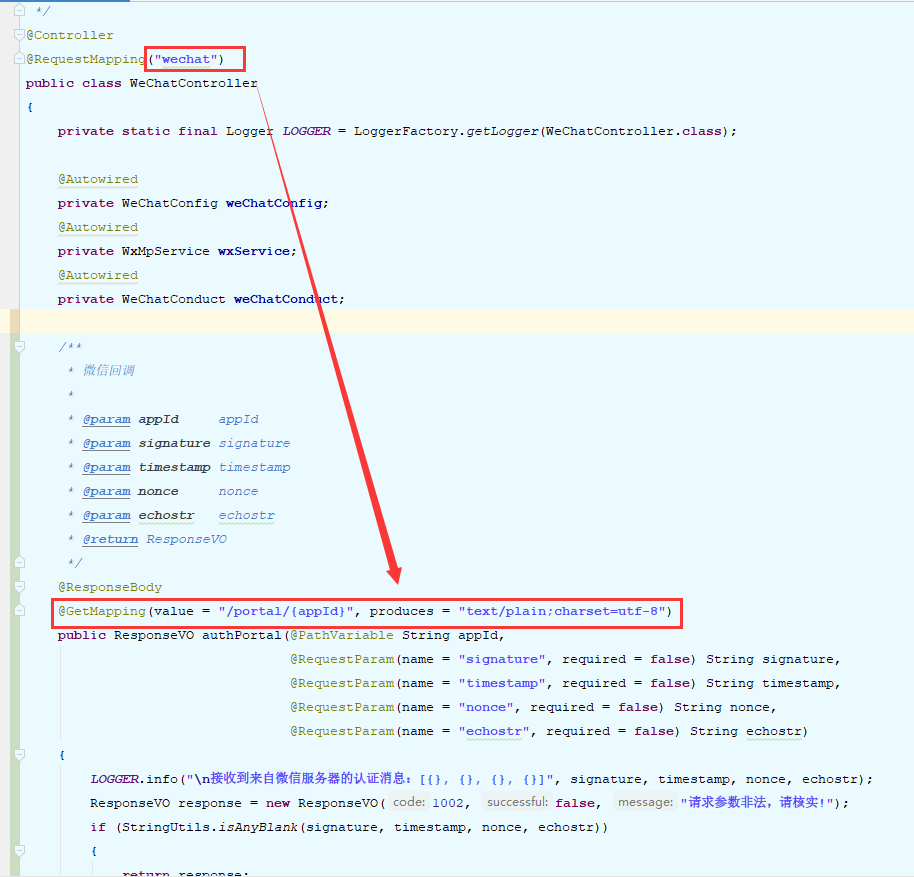 */
@Controller
@RequestMapping("wechat")
public class WeChatController
{
private static final Logger LOGGER = LoggerFactory.getLogger(WeChatController.class);
@Autowired
private WeChatConfig weChatConfig;
@Autowired
private WxMpService wxService;
@Autowired
private WeChatConduct weChatConduct;
/**
* 微信回调
*
* @param appId appId
* @param signature signature
* @param timestamp timestamp
* @param nonce nonce
* @param echostr echostr
* @return ResponseVO
*/
@ResponseBody
@GetMapping(value = "/portal/{appId}", produces = "text/plain;charset=utf-8")
public ResponseVO authPortal(@PathVariable String appId,
@RequestParam(name = "signature", required = false) String signature,
@RequestParam(name = "timestamp", required = false) String timestamp,
@RequestParam(name = "nonce", required = false) String nonce,
@RequestParam(name = "echostr", required = false) String echostr)
{
LOGGER.info("\n接收到来自微信服务器的认证消息：[{}, {}, {}, {}]", signature, timestamp, nonce, echostr);
ResponseVO response = new ResponseVO( code: 1002, successful: false, message: "请求参数非法，请核实!");
if (StringUtils.isAnyBlank(signature, timestamp, nonce, echostr))
{
return response;